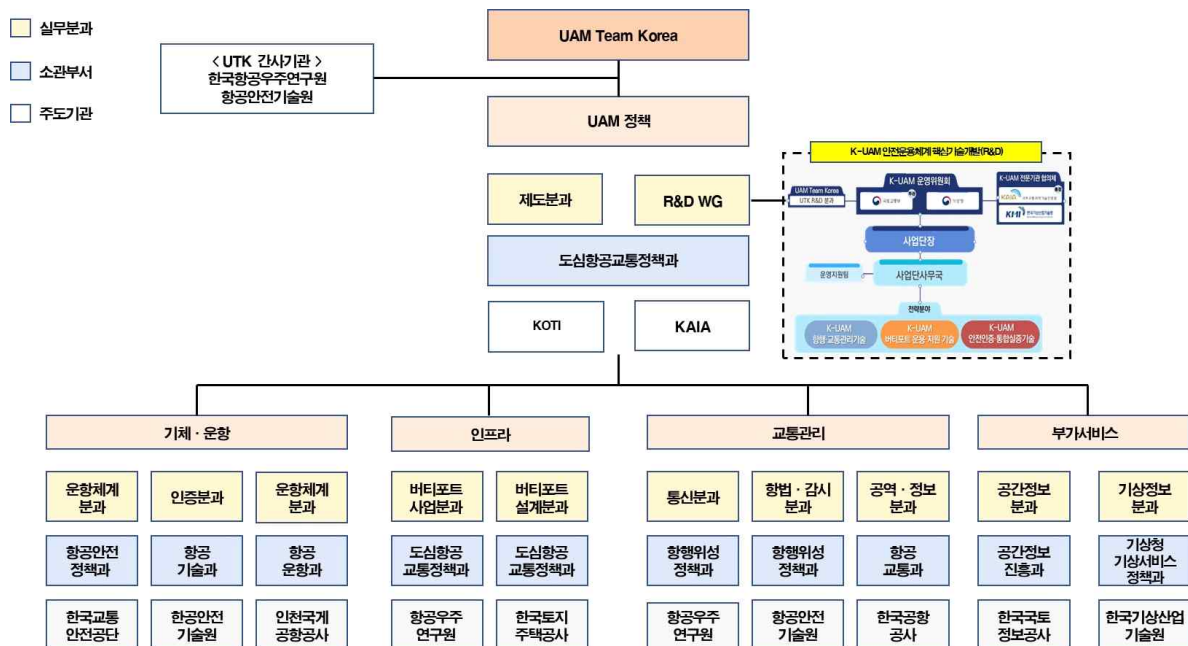 실무분과
소관부서
주도기관
UAM Team Korea
< UTK 간사기관 >
한국항공우주연구원
항공안전기술원
UAM 정책
제도분과
R&D WG
도심항공교통정책과
KOTI
KAIA
K-UAM 안전운용체계 핵심기술개발(R&D)
UAM Team Korea
UTK R&D 분과
K-UAM 운영위원회
K-UAM 전문기관 협의체
KAIA
KMI
사업단장
운영지원팀
사업단사무국
전략분야
K-UAM
항행·교통관리기술
K-UAM
버티포트 운용·지원 기술
K-UAM
안전인증·통합실증기술
기체 · 운항
인프라
교통관리
부가서비스
운항체계
분과
인증분과
운항체계
분과
버티포트
사업분과
버티포트
설계분과
통신분과
항법 · 감시
분과
공역 · 정보
분과
공간정보
분과
기상정보
분과
항공안전
정책과
항공
기술과
항공
운항과
도심항공
교통정책과
도심항공
교통정책과
항행위성
정책과
항행위성
정책과
항공
교통과
공간정보
진흥과
기상청
기상서비스
정책과
한국교통
안전공단
한공안전
기술원
인천국게
공항공사
항공우주
연구원
한국토지
주택공사
항공우주
연구원
항공안전
기술원
한국공항
공사
한국국토
정보공사
한국기상산업
기술원